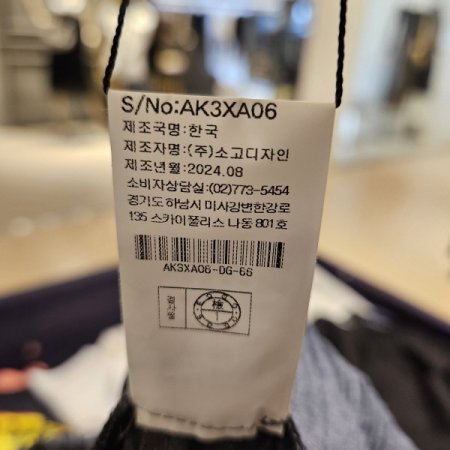 S/No:AK3XA06
제조국명:한국
제조자명:(주)소고디자인
제조년월:2024.08
소비자상담실:(02)773-5454
경기도 하남시 미사강변한강로
135 스카이폴리스 나동 801호
AK3XA06-DG-66